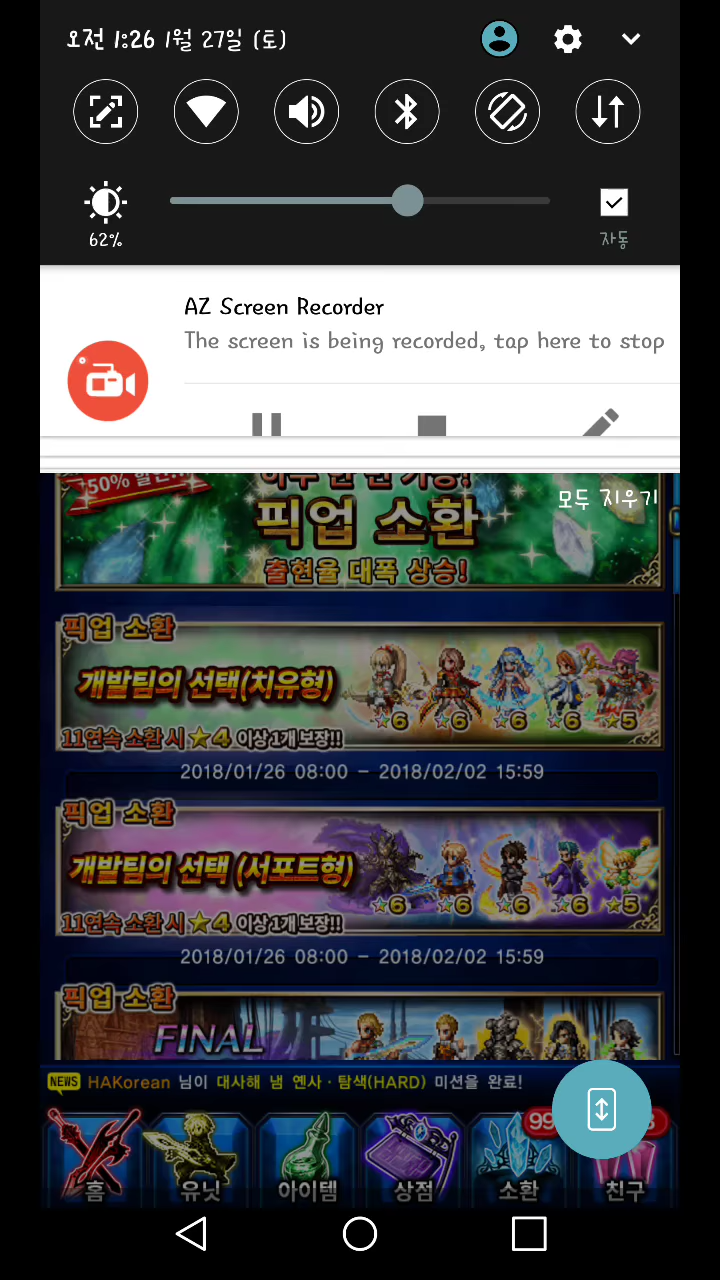 오전 1:26 1월 27일 (토)
62%
자동
AZ Screen Recorder
The screen is being recorded, tap here to stop
모두 지우기
픽업 소환
출현율 대폭 상승!
픽업 소환
개발팀의 선택(치유형)
★6 ★6 ★6 ★6 ★5
11연속 소환 시 ★4 이상 1개 보장!!
2018/01/26 08:00 - 2018/02/02 15:59
픽업 소환
개발팀의 선택 (서포트형)
★6 ★6 ★6 ★6 ★5
11연속 소환 시 ★4 이상 1개 보장!!
2018/01/26 08:00 - 2018/02/02 15:59
픽업 소환
FINAL
NEWS HAKorean 님이 대사해 냄 옌사 · 탐색(HARD) 미션을 완료!
홈 유닛 아이템 상점 소환 친구